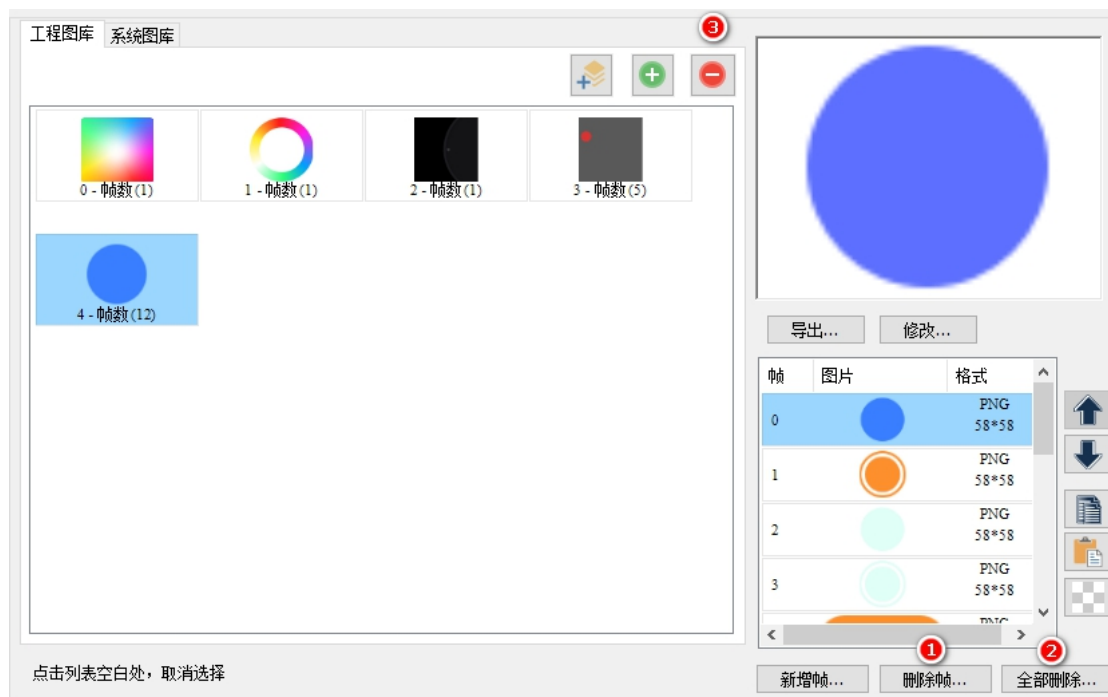 工程图库 系统图库
3
0 - 帧数(1) 1 - 帧数(1) 2 - 帧数(1) 3 - 帧数(5)
4 - 帧数(12)
导出... 修改...
帧 图片 格式
PNG
0 58*58
PNG
1 58*58
PNG
2 58*58
PNG
3 58*58
PNG
1 2
点击列表空白处，取消选择
新增帧... 删除帧... 全部删除...